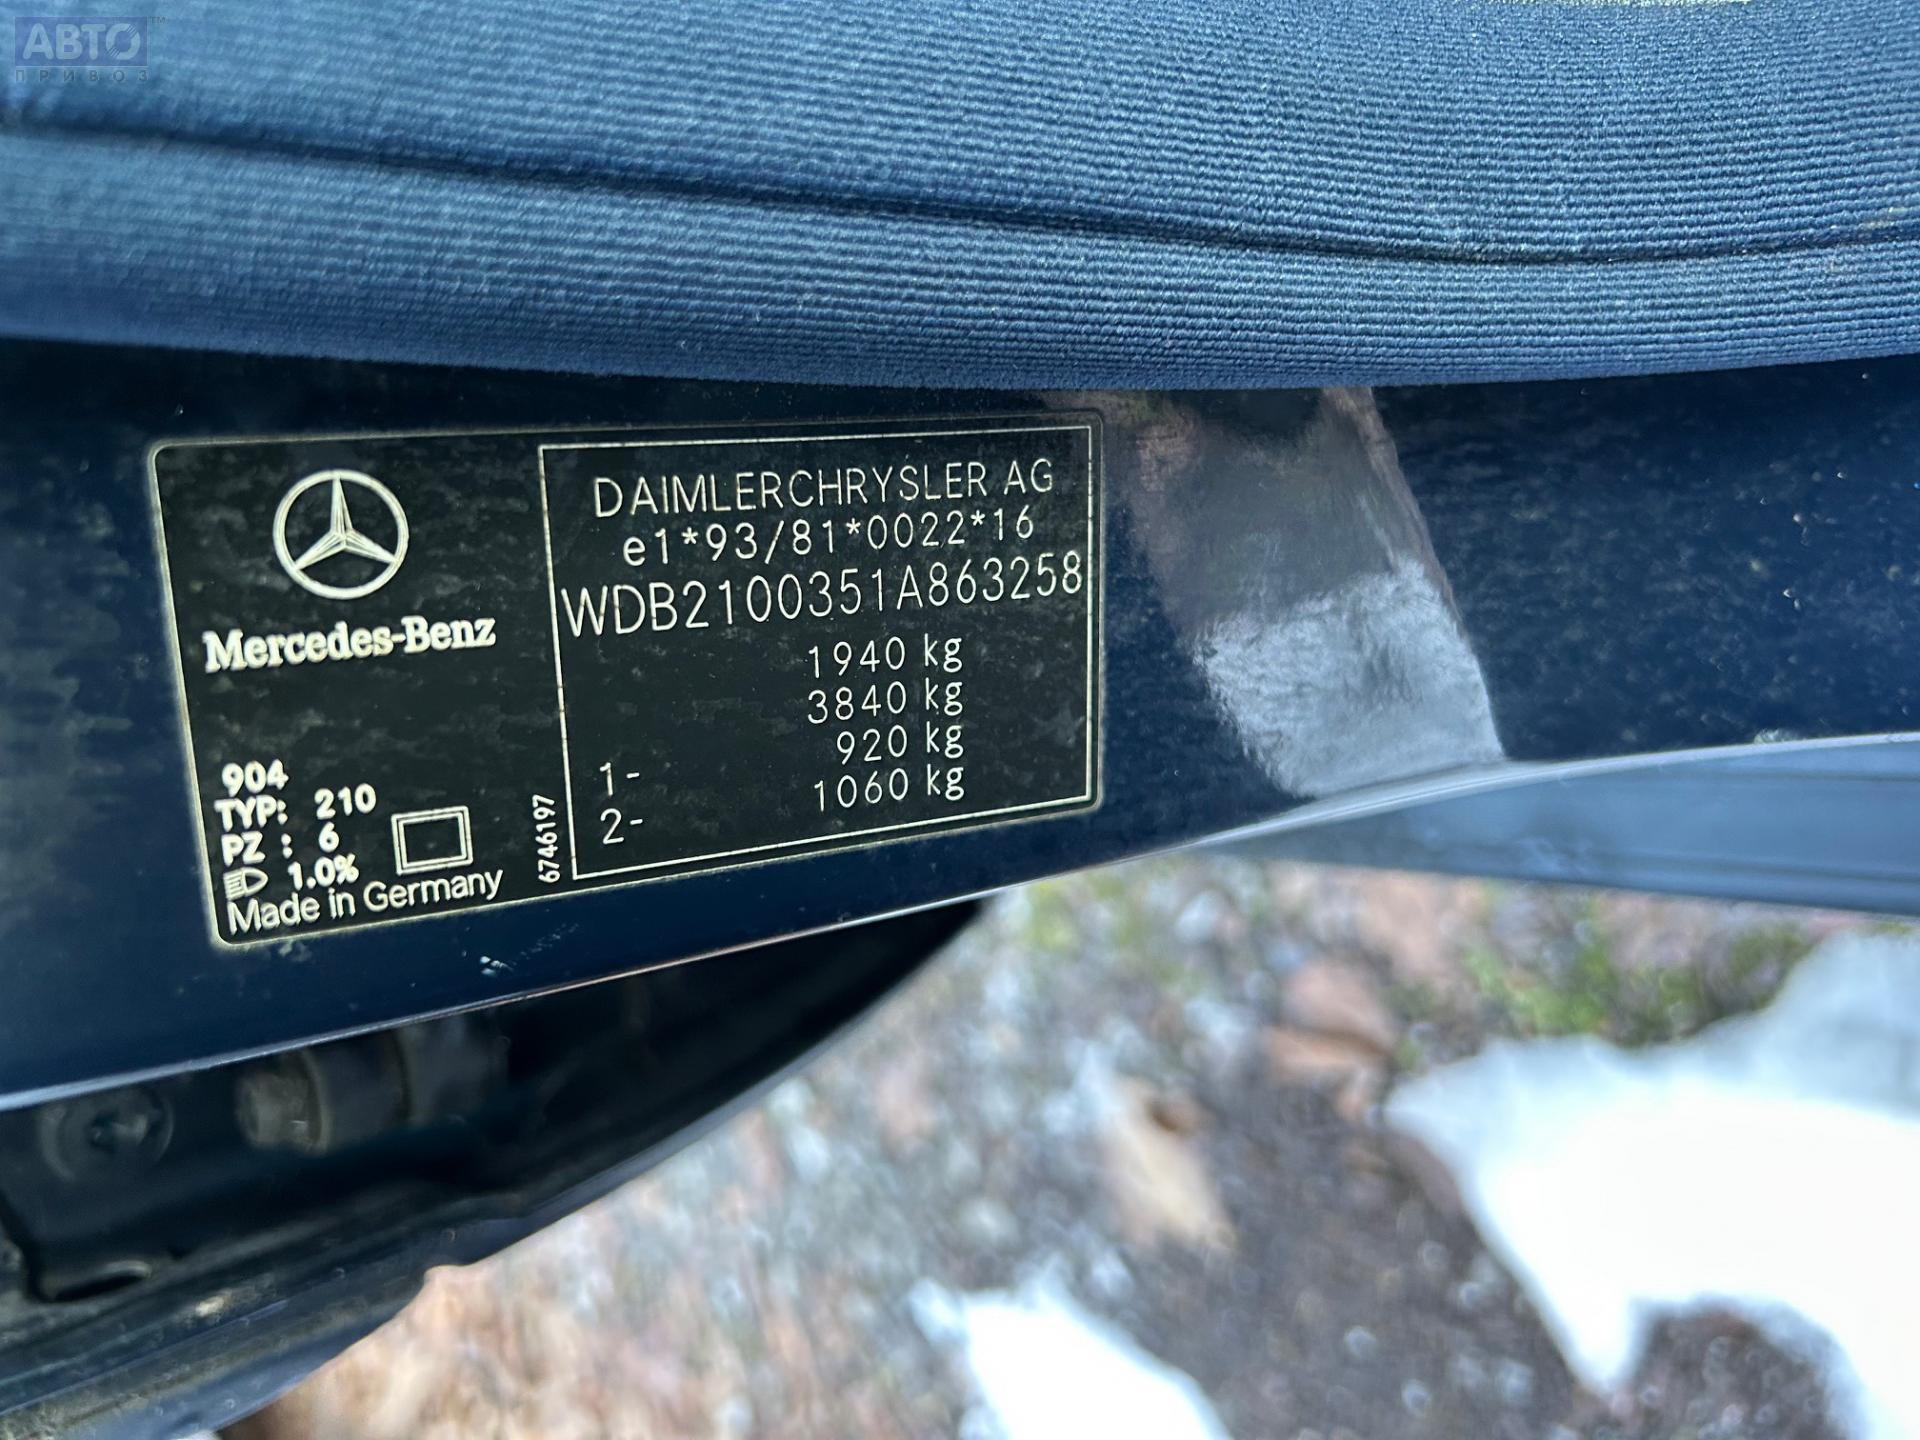 АВТО™
ПРИВОЗ
Mercedes-Benz
904
TYP: 210
PZ : 6
1.0%
Made in Germany
6746197
DAIMLERCHRYSLER AG
e1*93/81*0022*16
WDB2100351A863258
1940 kg
3840 kg
1- 920 kg
2- 1060 kg